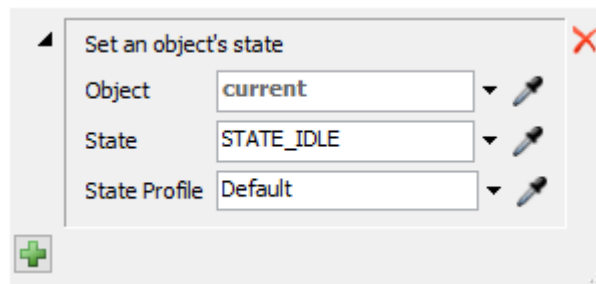 Set an object's state
Object current
State STATE_IDLE
State Profile Default